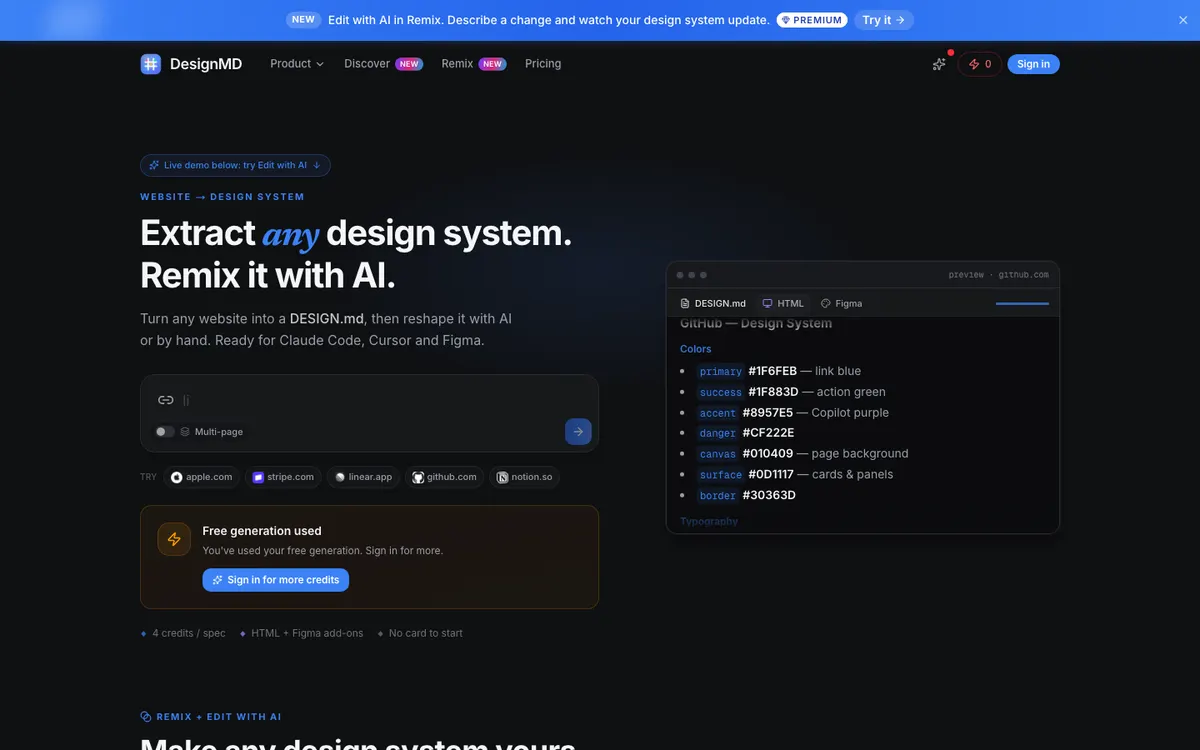 NEW Edit with AI in Remix. Describe a change and watch your design system update. PREMIUM Try it →
DesignMD Product Discover NEW Remix NEW Pricing 0 Sign in
Live demo below: try Edit with AI ↓
WEBSITE → DESIGN SYSTEM
Extract any design system.
Remix it with AI.
Turn any website into a DESIGN.md, then reshape it with AI
or by hand. Ready for Claude Code, Cursor and Figma.
Multi-page
TRY apple.com stripe.com linear.app github.com notion.so
Free generation used
You've used your free generation. Sign in for more.
Sign in for more credits
4 credits / spec HTML + Figma add-ons No card to start
preview · github.com
DESIGN.md HTML Figma
GitHub — Design System
Colors
• primary #1F6FEB — link blue
• success #1F883D — action green
• accent #8957E5 — Copilot purple
• danger #CF222E
• canvas #010409 — page background
• surface #0D1117 — cards & panels
• border #30363D
Typography
REMIX + EDIT WITH AI
Make any design system yours